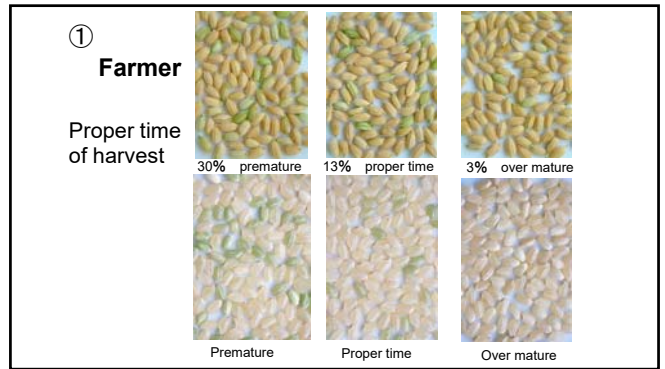 ①
Farmer
Proper time
of harvest
30% premature
13% proper time
3% over mature
Premature
Proper time
Over mature